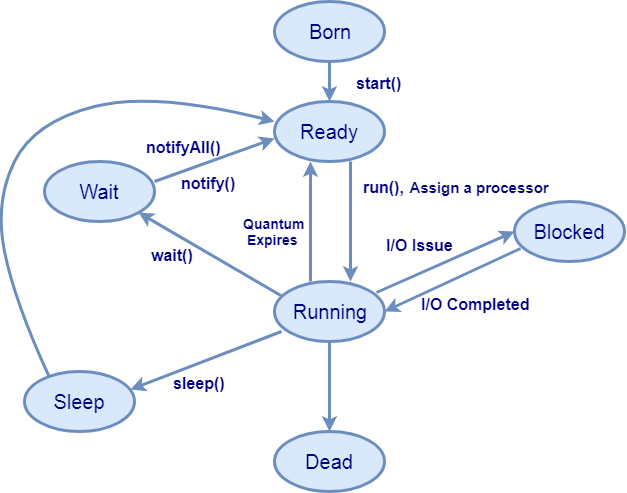 Born
start()
Ready
notifyAll()
notify()
Wait
run(), Assign a processor
Quantum
Expires
Blocked
I/O Issue
wait()
I/O Completed
Running
sleep()
Sleep
Dead